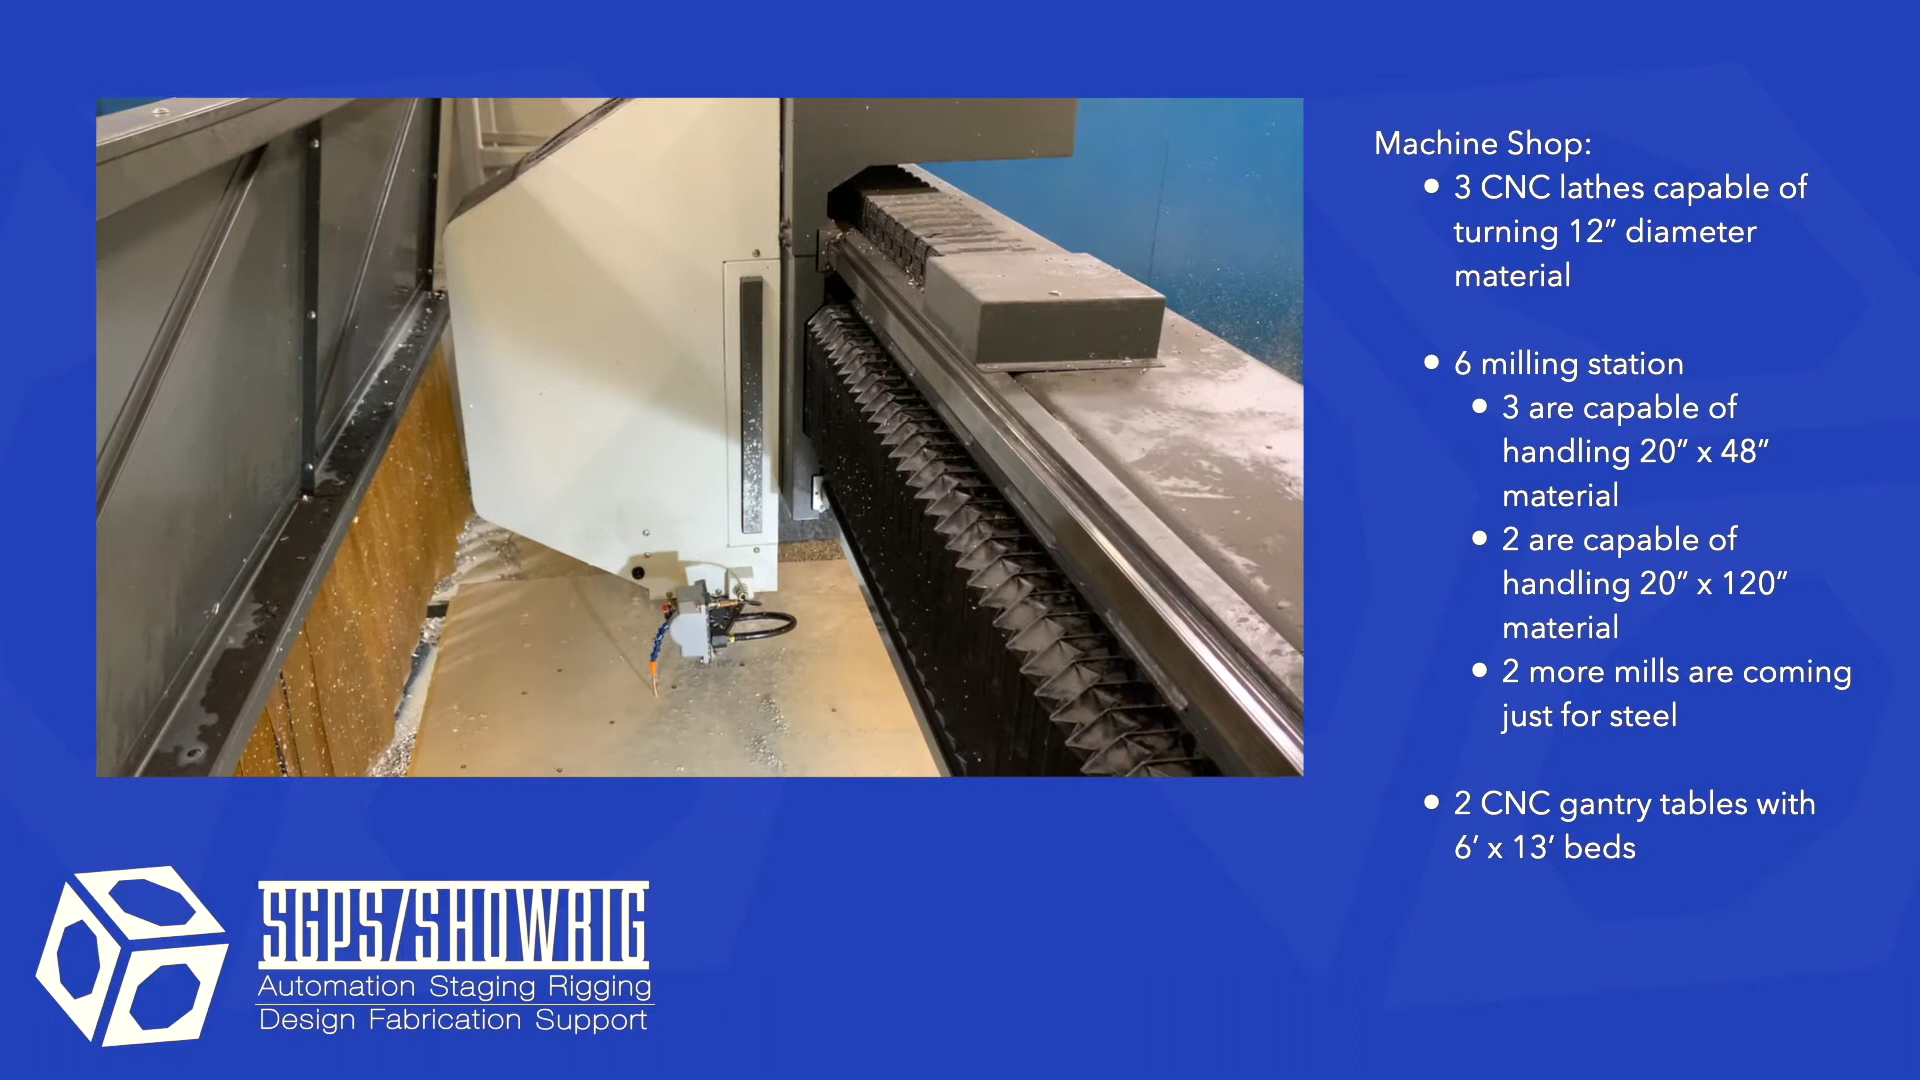 Machine Shop:
• 3 CNC lathes capable of
turning 12” diameter
material
• 6 milling station
• 3 are capable of
handling 20” x 48”
material
• 2 are capable of
handling 20” x 120”
material
• 2 more mills are coming
just for steel
• 2 CNC gantry tables with
6’ x 13’ beds
SGPS/SHOWRIG
Automation Staging Rigging
Design Fabrication Support